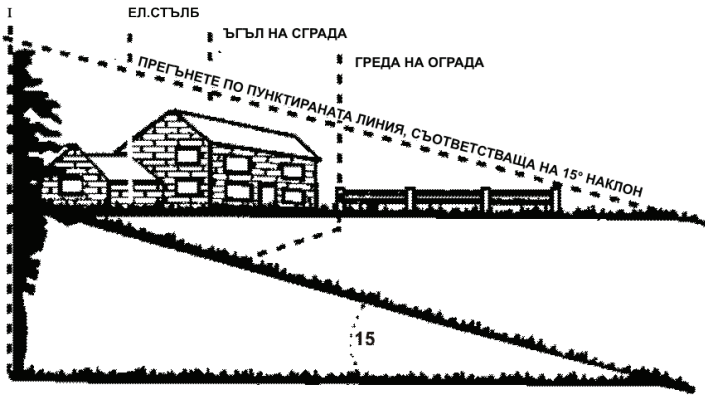 I
ЕЛ.СТЪЛБ
ЪГЪЛ НА СГРАДА
ГРЕДА НА ОГРАДА
ПРЕГЪНЕТЕ ПО ПУНКТИРАНАТА ЛИНИЯ, СЪОТВЕТСТВАЩА НА 15° НАКЛОН
15